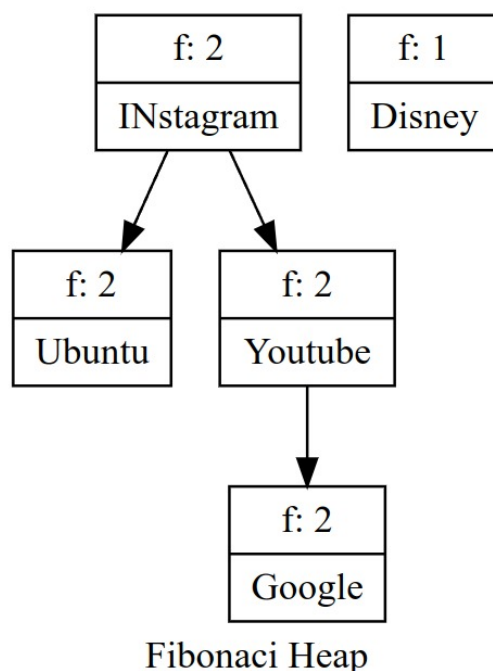 f: 2
INstagram
f: 1
Disney
f: 2
Ubuntu
f: 2
Youtube
f: 2
Google
Fibonaci Heap